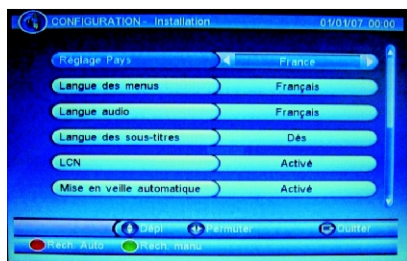 CONFIGURATION - Installation 01/01/07 00:00
Réglage Pays France
Langue des menus Français
Langue audio Français
Langue des sous-titres Dés
LCN Activé
Mise en veille automatique Activé
Dépl Permuter Quitter
Rech. Auto Rech. manu